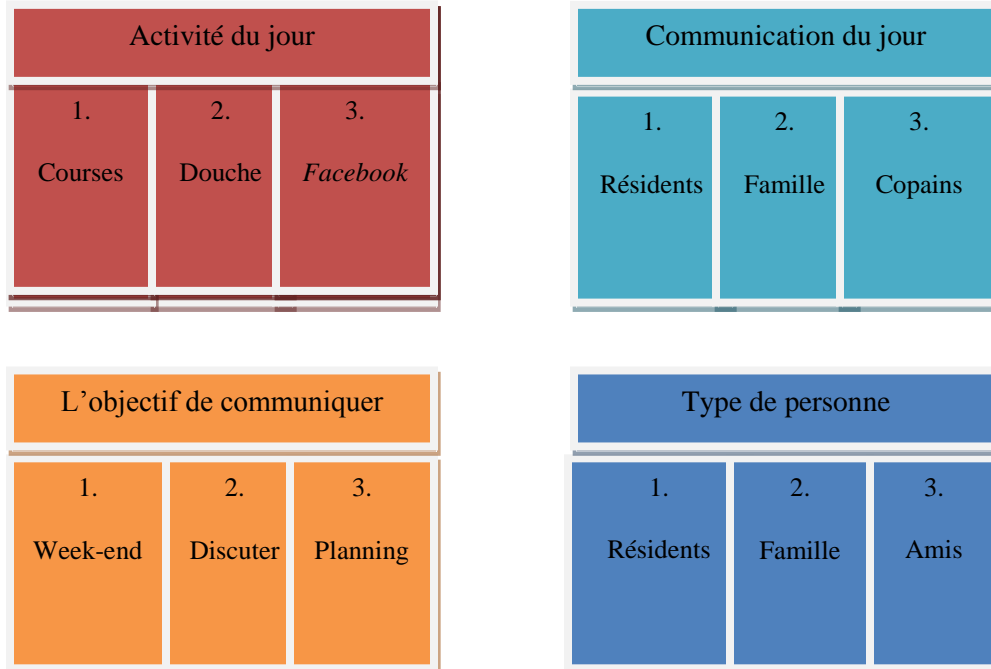 Activité du jour
1.
Courses
2.
Douche
3.
Facebook
Communication du jour
1.
Résidents
2.
Famille
3.
Copains
L'objectif de communiquer
1.
Week-end
2.
Discuter
3.
Planning
Type de personne
1.
Résidents
2.
Famille
3.
Amis